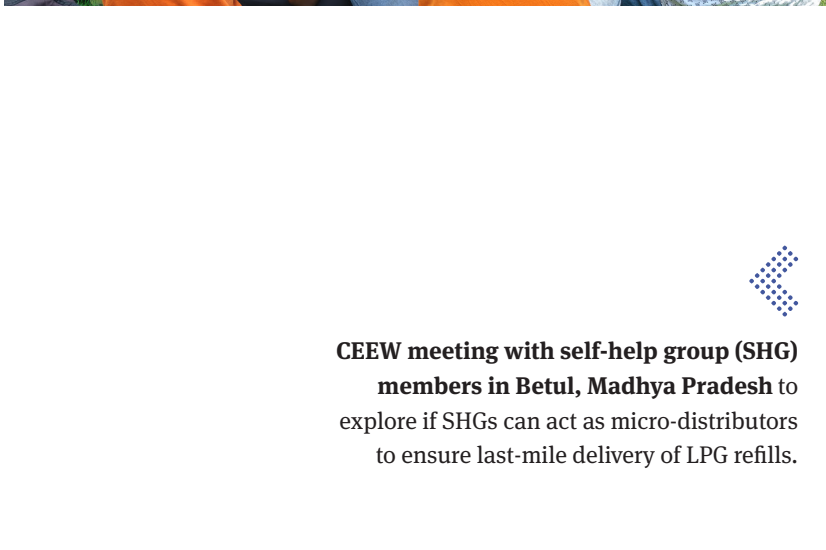 CEEW meeting with self-help group (SHG)
members in Betul, Madhya Pradesh to
explore if SHGs can act as micro-distributors
to ensure last-mile delivery of LPG refills.